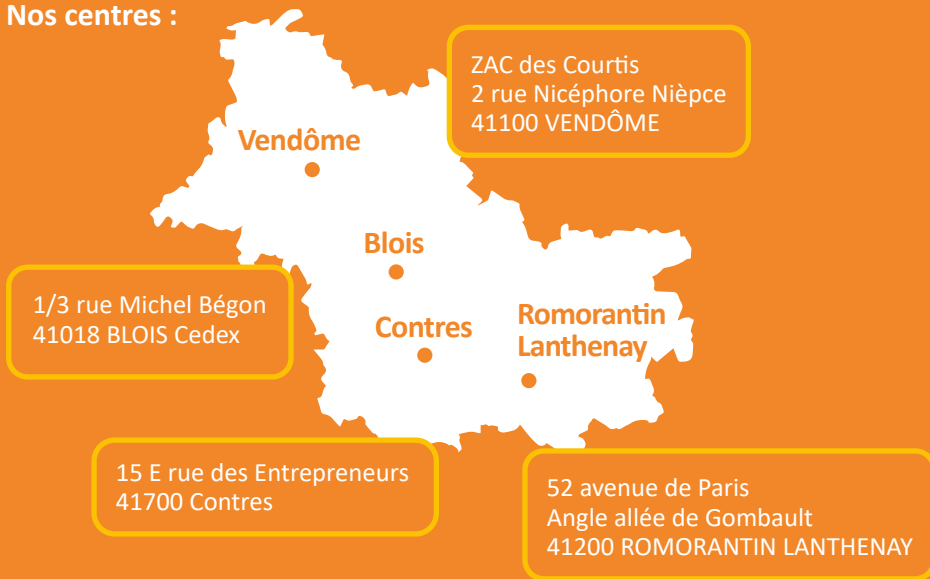 Nos centres :
ZAC des Courtis
2 rue Nicéphore Nièpce
41100 VENDÔME
Vendôme
Blois
1/3 rue Michel Bégon
41018 BLOIS Cedex
Contres
Romorantin
Lanthenay
15 E rue des Entrepreneurs
41700 Contres
52 avenue de Paris
Angle allée de Gombault
41200 ROMORANTIN LANTHENAY